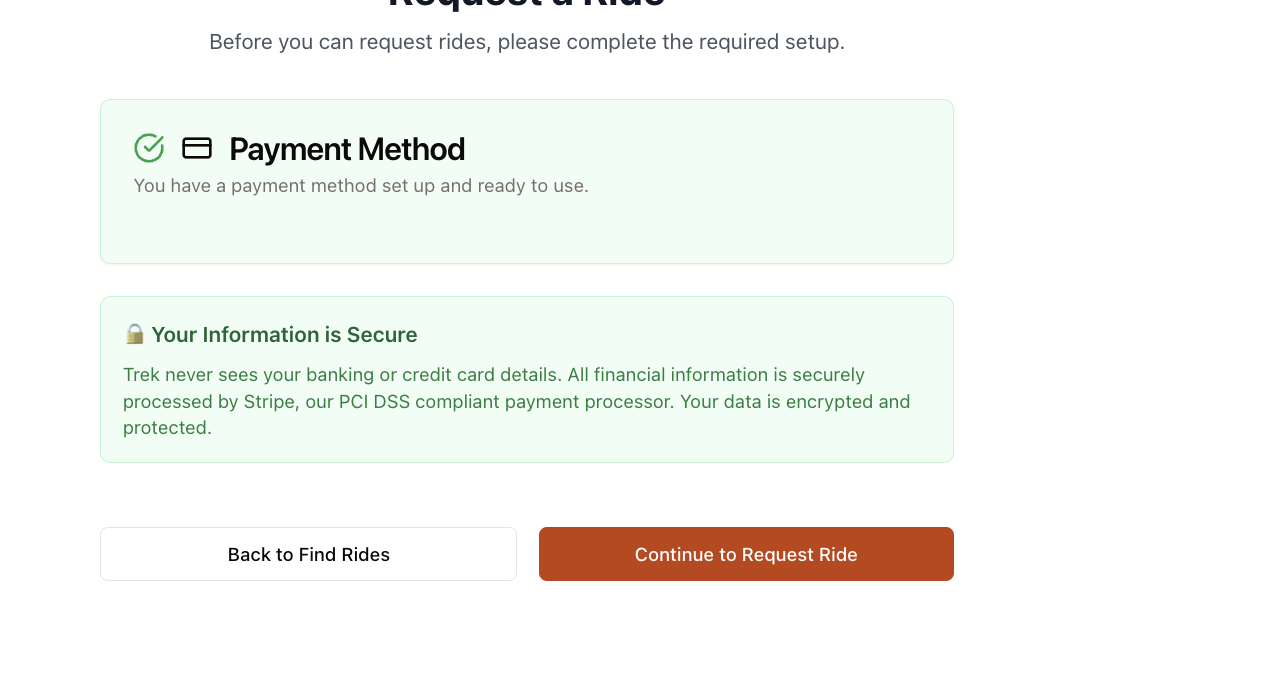 Request a Ride
Before you can request rides, please complete the required setup.
Payment Method
You have a payment method set up and ready to use.
🔒 Your Information is Secure
Trek never sees your banking or credit card details. All financial information is securely
processed by Stripe, our PCI DSS compliant payment processor. Your data is encrypted and
protected.
Back to Find Rides
Continue to Request Ride